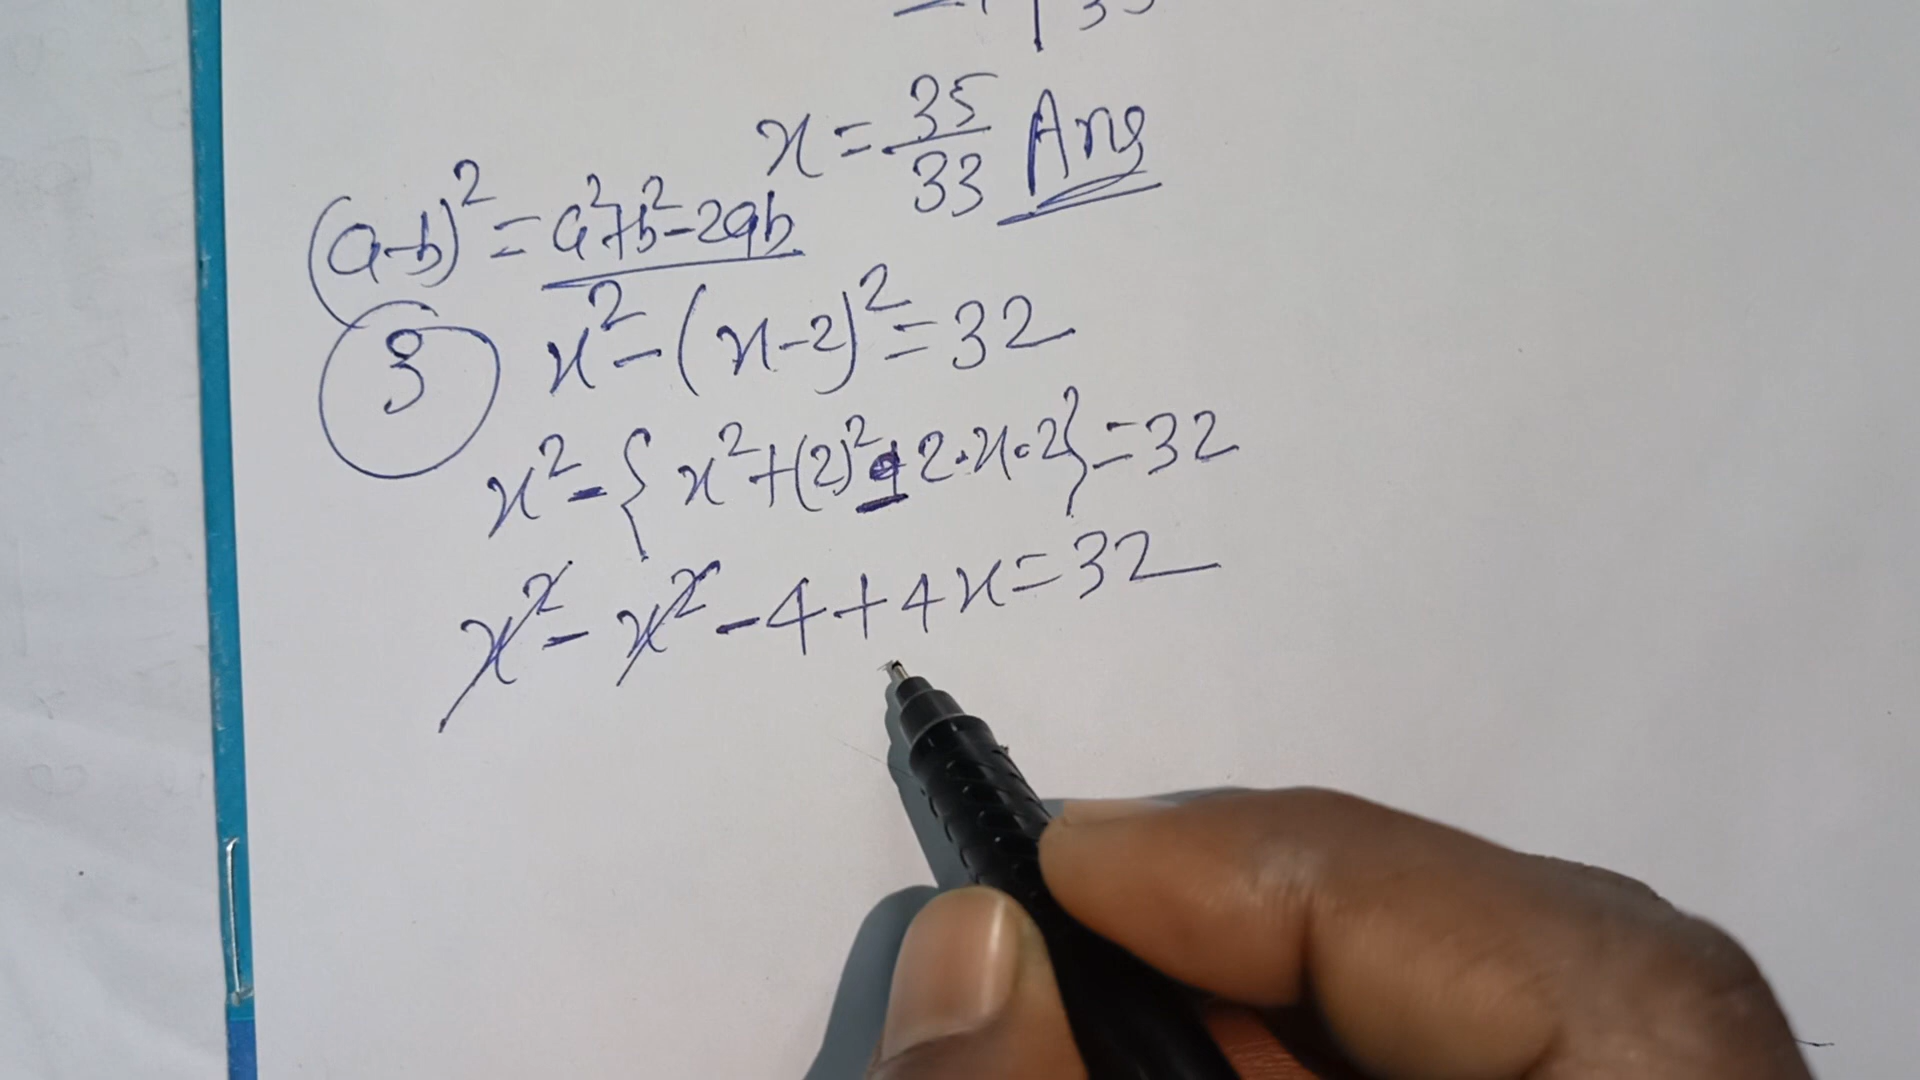 x = 35/33 Ans
(a-b)² = a²+b²-2ab
3 x² - (x-2)² = 32
x² - { x² + (2)² - 2·x·2} = 32
x² - x² - 4 + 4x = 32